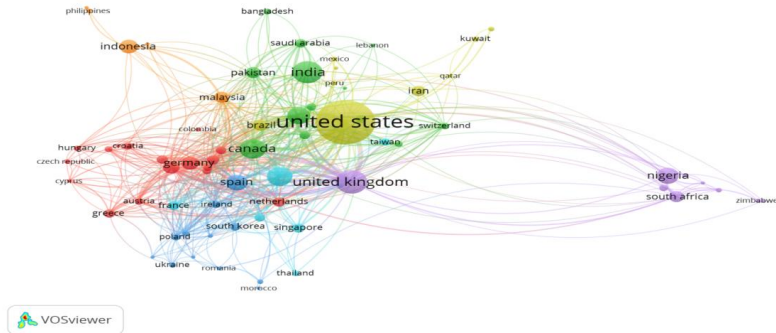 philippines
bangladesh
indonesia
saudi arabia
lebanon
kuwait
mexico
pakistan
india
qatar
peru
iran
malaysia
colombia
brazil
united states
switzerland
taiwan
hungary
croatia
canada
czech republic
germany
cyprus
spain
united kingdom
nigeria
south africa
zimbabwe
austria
france
ireland
netherlands
greece
south korea
singapore
poland
ukraine
romania
thailand
morocco
VOSviewer